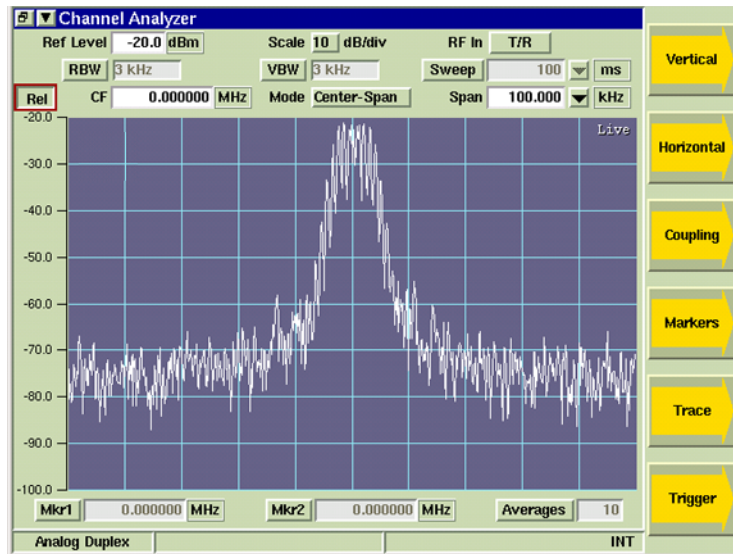 Channel Analyzer
Ref Level -20.0 dBm Scale 10 dB/div RF In T/R
RBW 3 kHz VBW 3 kHz Sweep 100 ms
Rel CF 0.000000 MHz Mode Center-Span Span 100.000 kHz
-20.0
Live
-30.0
-40.0
-50.0
-60.0
-70.0
-80.0
-90.0
-100.0
Mkr1 0.000000 MHz Mkr2 0.000000 MHz Averages 10
Analog Duplex INT
Vertical
Horizontal
Coupling
Markers
Trace
Trigger